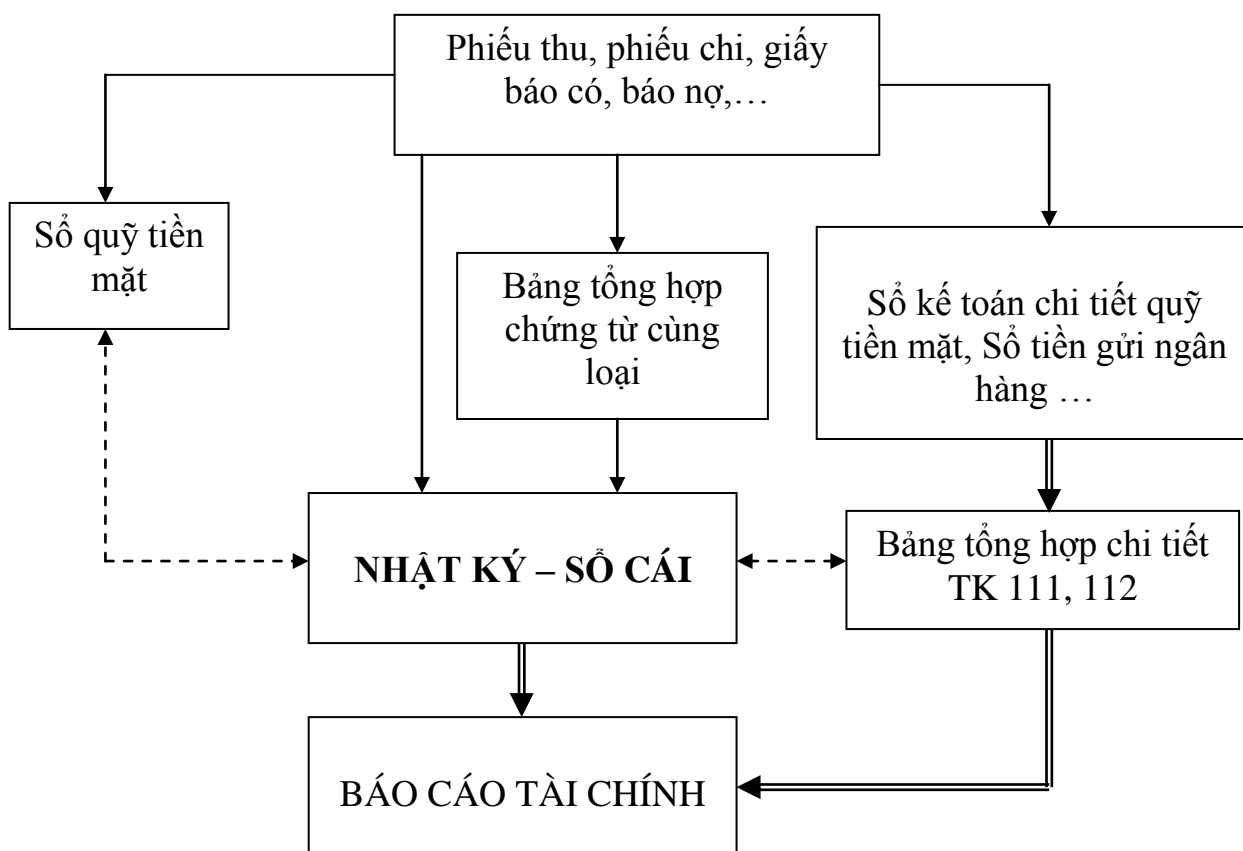 Phiếu thu, phiếu chi, giấy
báo có, báo nợ,…
Sổ quỹ tiền
mặt
Bảng tổng hợp
chứng từ cùng
loại
Sổ kế toán chi tiết quỹ
tiền mặt, Sổ tiền gửi ngân
hàng …
NHẬT KÝ – SỔ CÁI
Bảng tổng hợp chi tiết
TK 111, 112
BÁO CÁO TÀI CHÍNH